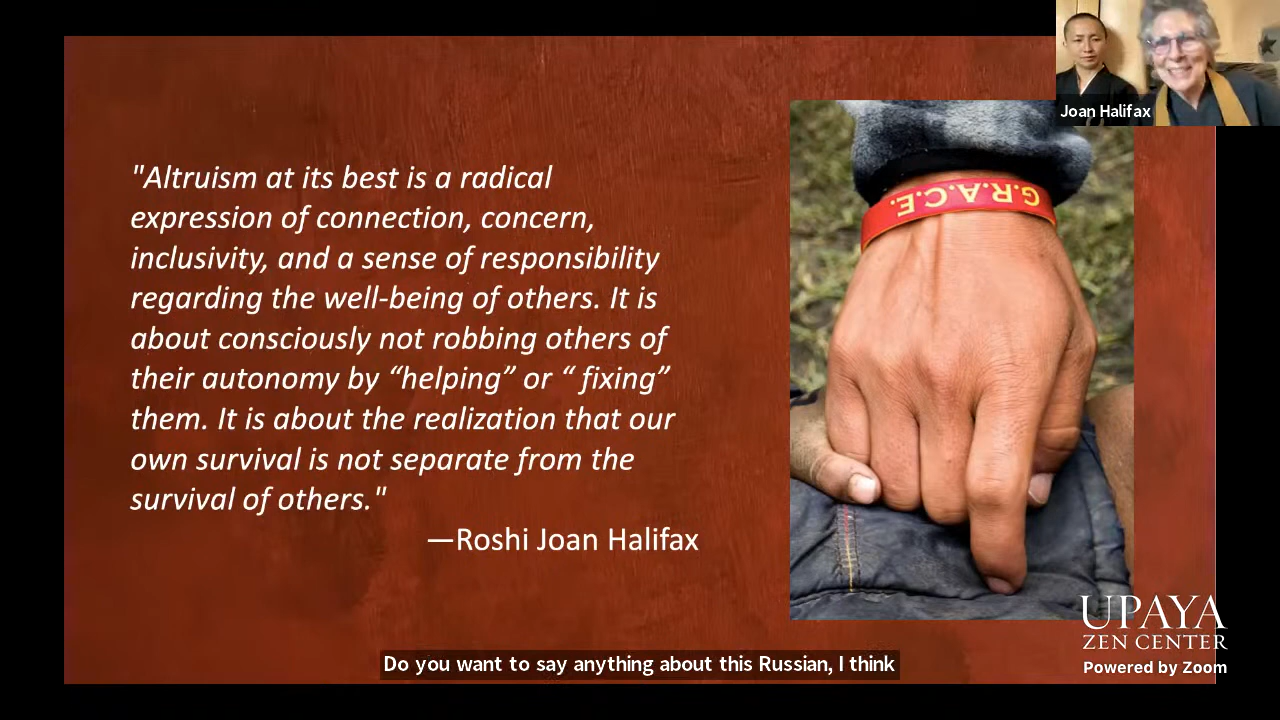 Joan Halifax
"Altruism at its best is a radical
expression of connection, concern,
inclusivity, and a sense of responsibility
regarding the well-being of others. It is
about consciously not robbing others of
their autonomy by “helping” or “ fixing”
them. It is about the realization that our
own survival is not separate from the
survival of others."
—Roshi Joan Halifax
G.R.A.C.E.
UPAYA
ZEN CENTER
Powered by Zoom
Do you want to say anything about this Russian, I think